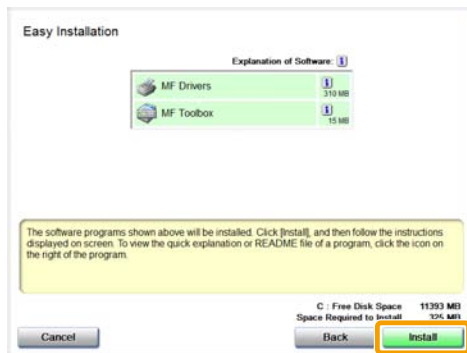 Easy Installation
Explanation of Software:
MF Drivers
310 MB
MF Toolbox
15 MB
The software programs shown above will be installed. Click [Install], and then follow the instructions
displayed on screen. To view the quick explanation or README file of a program, click the icon on
the right of the program.
C : Free Disk Space 11393 MB
Space Required to Install 325 MB
Cancel Back Install